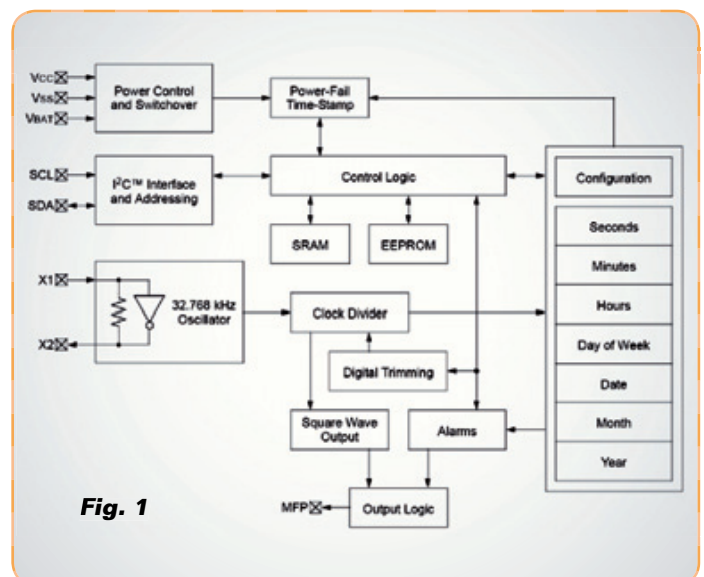 Vcc
Vss
VBAT
Power Control
and Switchover
Power-Fail
Time-Stamp
SCL
SDA
I²C™ Interface
and Addressing
Control Logic
Configuration
SRAM
EEPROM
Seconds
Minutes
Hours
Day of Week
Date
Month
Year
X1
X2
32.768 kHz
Oscillator
Clock Divider
Digital Trimming
Square Wave
Output
Alarms
MFP
Output Logic
Fig. 1